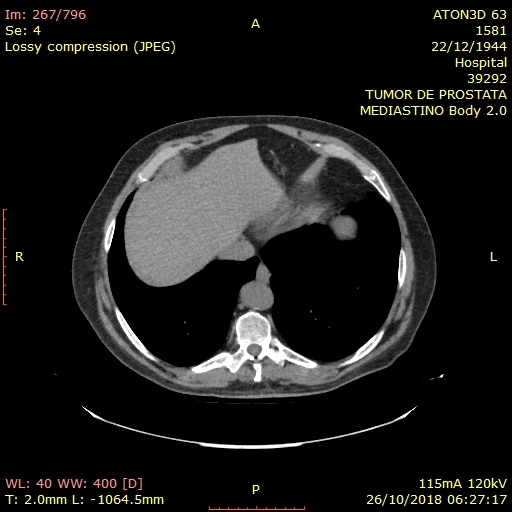 Im: 267/796
Se: 4
Lossy compression (JPEG)
A
ATON3D 63
1581
22/12/1944
Hospital
39292
TUMOR DE PROSTATA
MEDIASTINO Body 2.0
R
L
WL: 40 WW: 400 [D]
T: 2.0mm L: -1064.5mm
P
115mA 120kV
26/10/2018 06:27:17